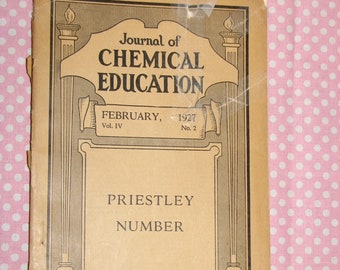 Journal of
CHEMICAL
EDUCATION
FEBRUARY, 1927
Vol. IV No. 2
PRIESTLEY
NUMBER